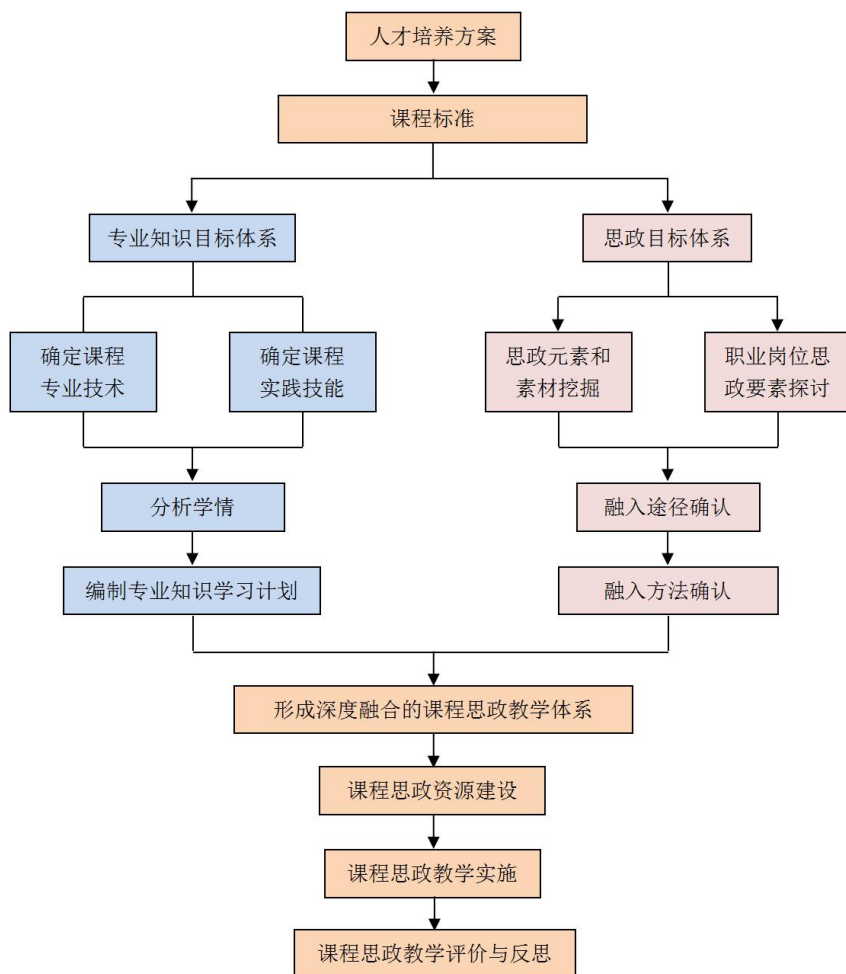 人才培养方案
课程标准
专业知识目标体系
思政目标体系
确定课程
专业技术
确定课程
实践技能
思政元素和
素材挖掘
职业岗位思
政要素探讨
分析学情
融入途径确认
编制专业知识学习计划
融入方法确认
形成深度融合的课程思政教学体系
课程思政资源建设
课程思政教学实施
课程思政教学评价与反思